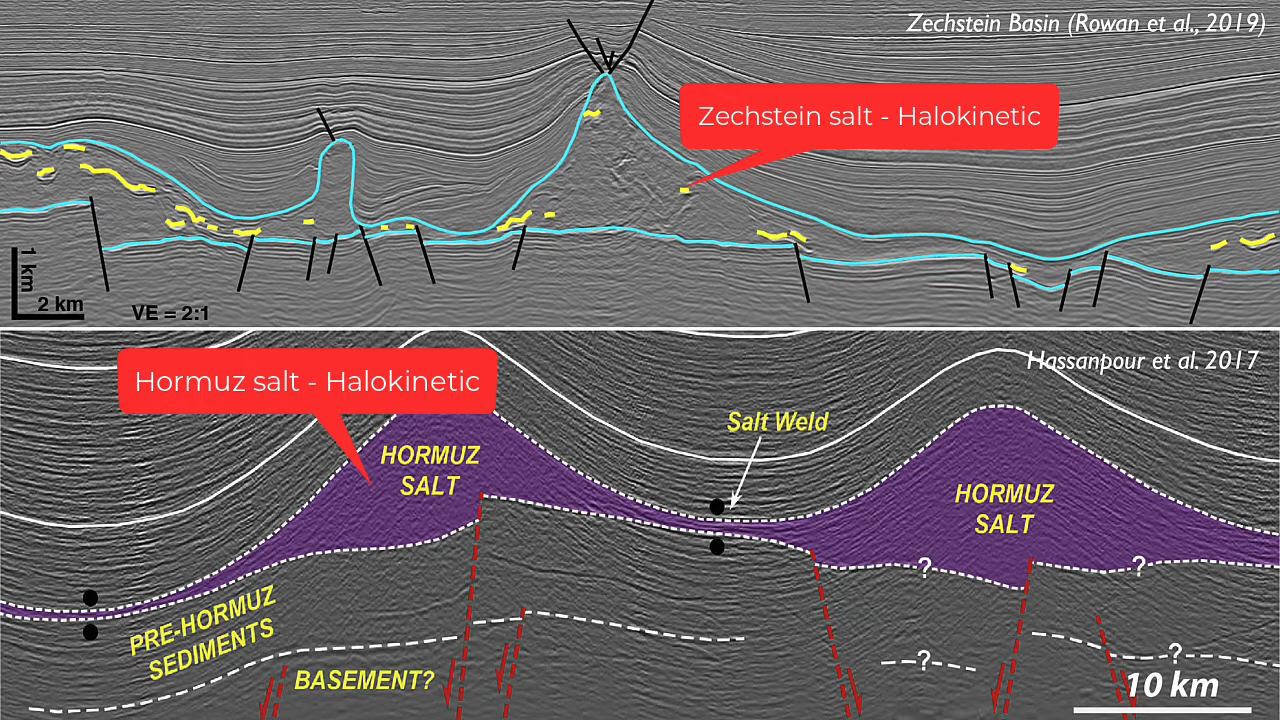 Zechstein Basin (Rowan et al., 2019)
Zechstein salt - Halokinetic
1 km
2 km
VE = 2:1
Hassanpour et al. 2017
Hormuz salt - Halokinetic
Salt Weld
HORMUZ
SALT
HORMUZ
SALT
?
?
PRE-HORMUZ
SEDIMENTS
BASEMENT?
?
?
10 km